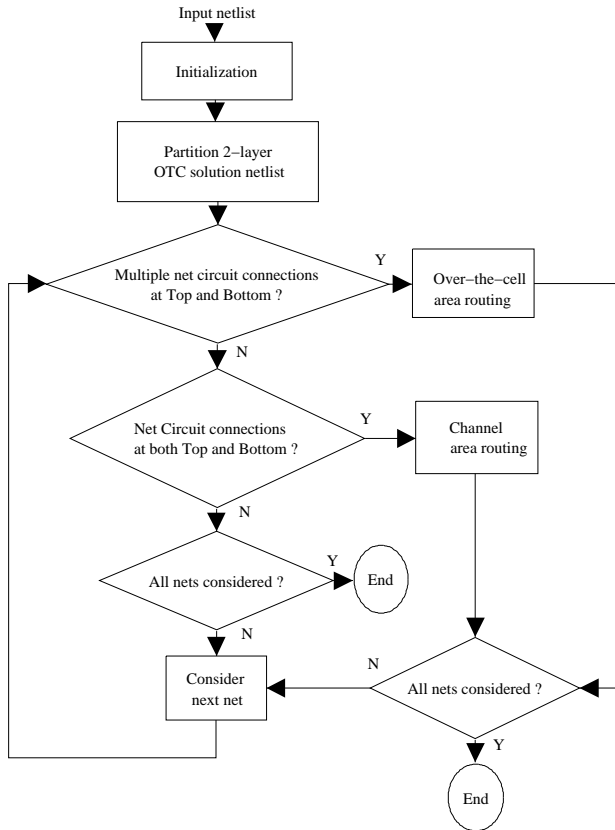 Input netlist
Initialization
Partition 2−layer
OTC solution netlist
Multiple net circuit connections
at Top and Bottom ?
Y
Over−the−cell
area routing
N
Net Circuit connections
at both Top and Bottom ?
Y
Channel
area routing
N
All nets considered ?
Y
End
N
Consider
next net
N
All nets considered ?
Y
End